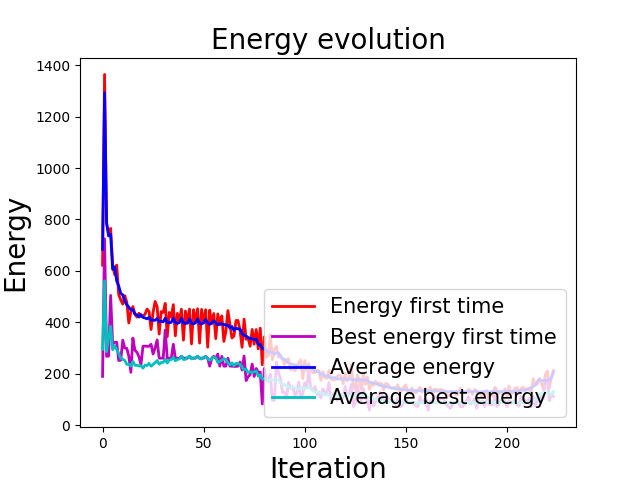 Energy evolution
1400
1200
1000
800
600
400
200
0
Energy
Energy first time
Best energy first time
Average energy
Average best energy
0 50 100 150 200
Iteration